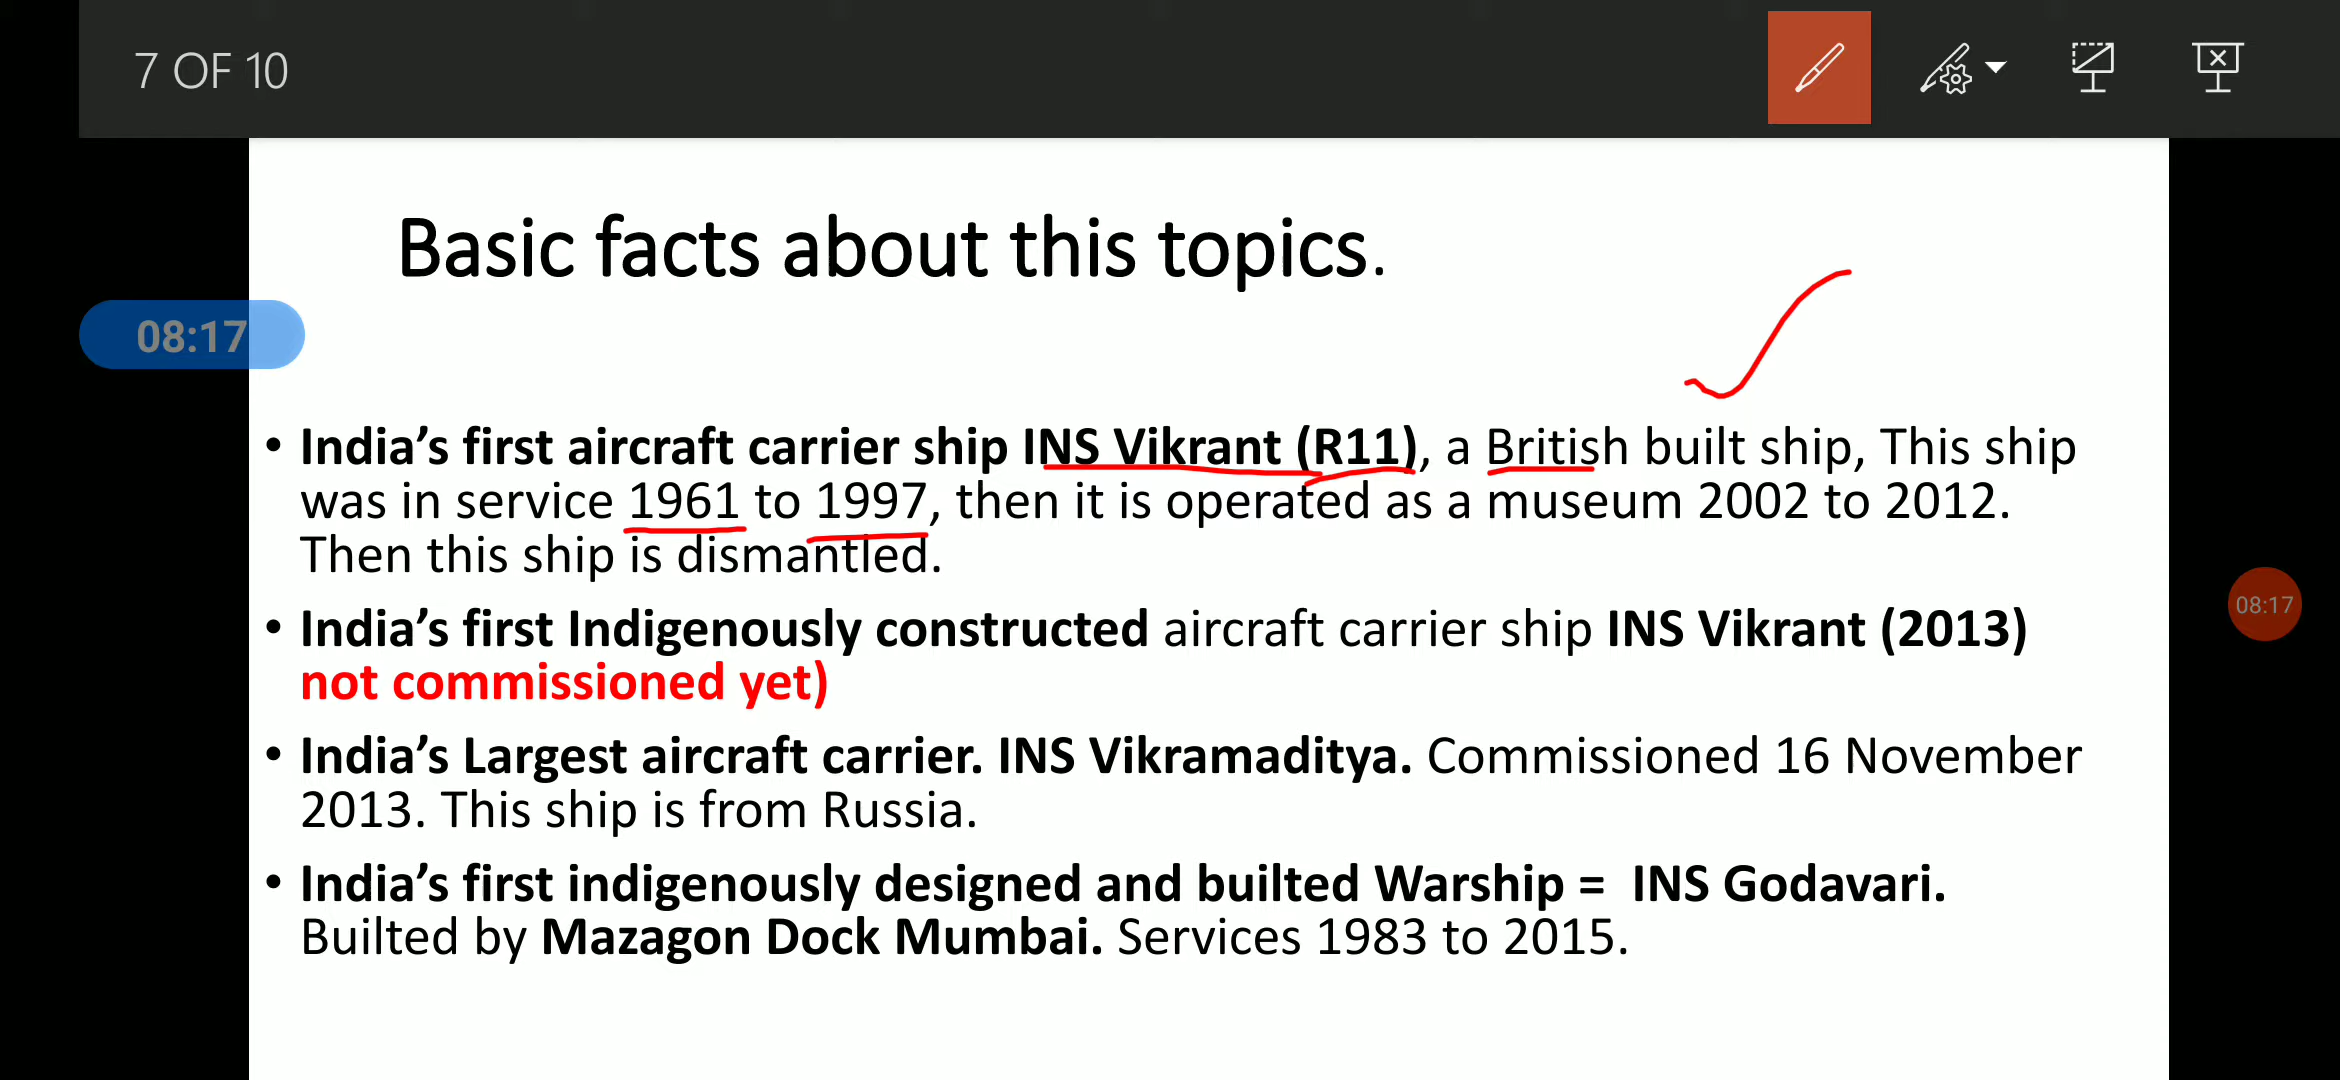 7 OF 10
Basic facts about this topics.
08:17
• India's first aircraft carrier ship INS Vikrant (R11), a British built ship, This ship
was in service 1961 to 1997, then it is operated as a museum 2002 to 2012.
Then this ship is dismantled.
08:17
• India's first Indigenously constructed aircraft carrier ship INS Vikrant (2013)
not commissioned yet)
• India's Largest aircraft carrier. INS Vikramaditya. Commissioned 16 November
2013. This ship is from Russia.
• India's first indigenously designed and builted Warship = INS Godavari.
Builted by Mazagon Dock Mumbai. Services 1983 to 2015.